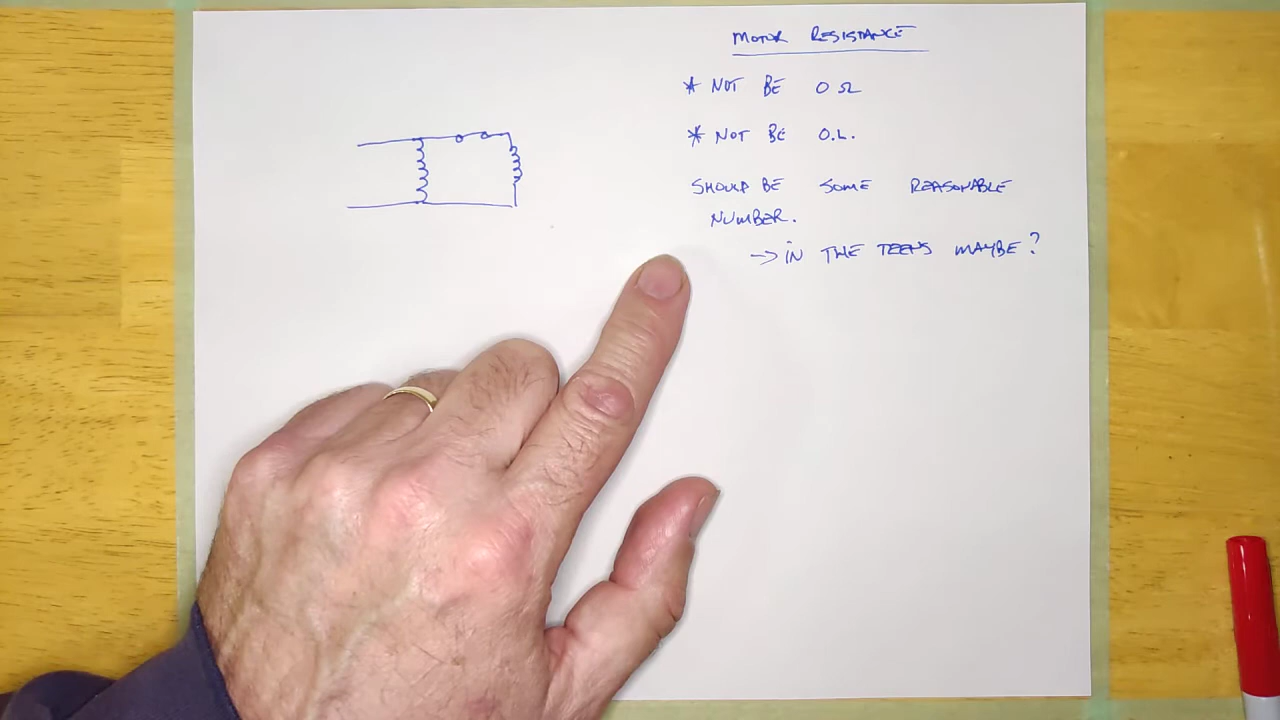 MOTOR RESISTANCE
* NOT BE 0 Ω
* NOT BE O.L.
SHOULD BE SOME REASONABLE
NUMBER.
→ IN THE TEENS MAYBE?